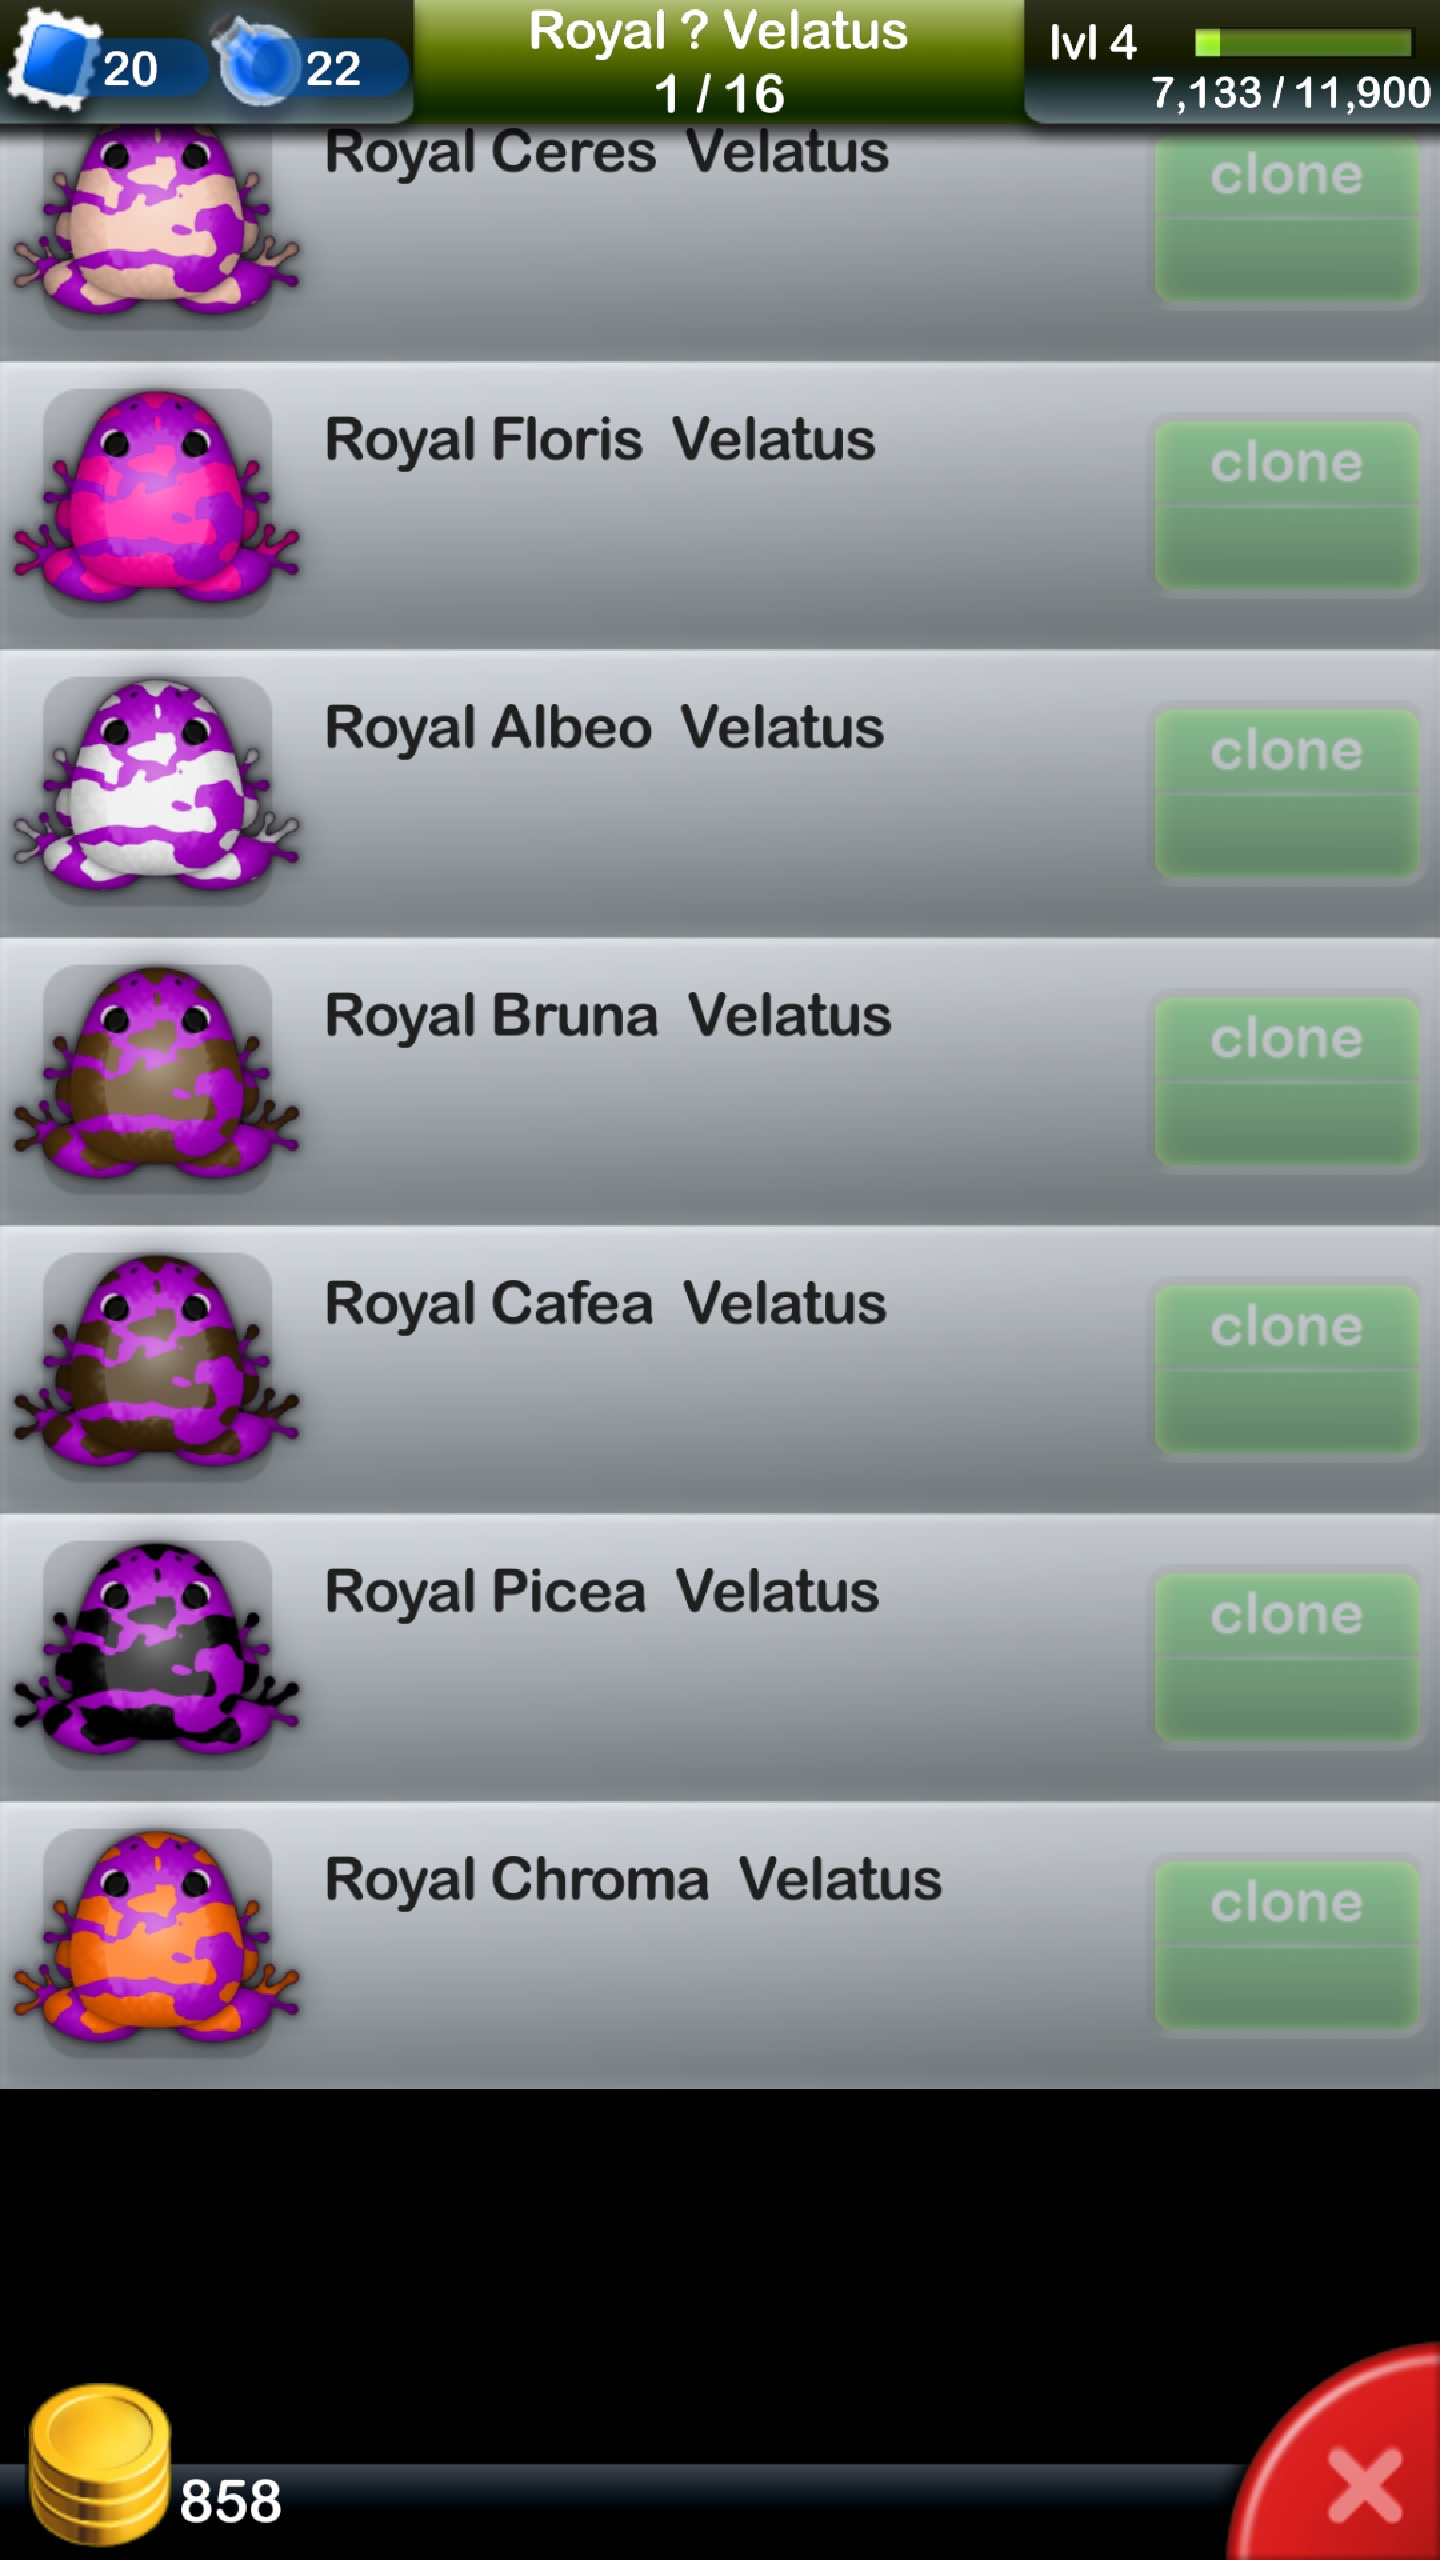 20
22
Royal ? Velatus
1 / 16
lvl 4
7,133 / 11,900
Royal Ceres Velatus
clone
Royal Floris Velatus
clone
Royal Albeo Velatus
clone
Royal Bruna Velatus
clone
Royal Cafea Velatus
clone
Royal Picea Velatus
clone
Royal Chroma Velatus
clone
858